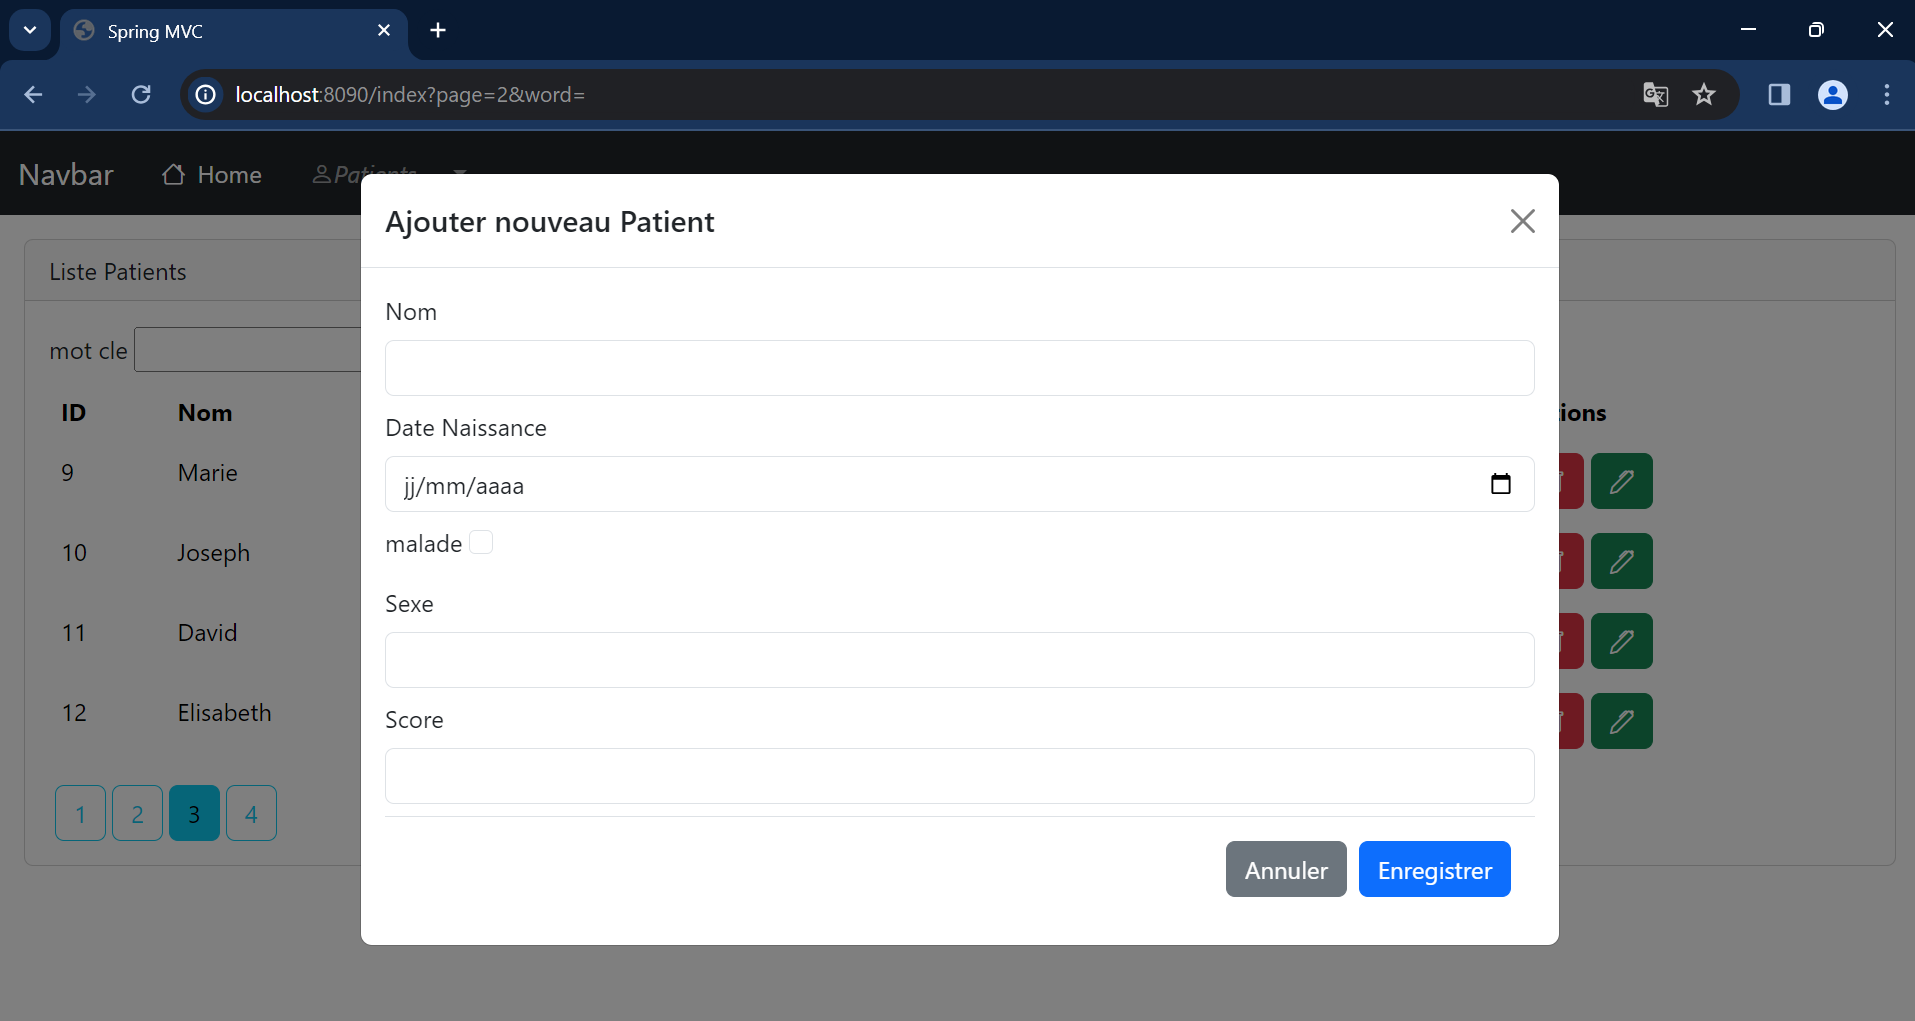 Spring MVC
localhost:8090/index?page=2&word=
Navbar Home Patients
Ajouter nouveau Patient
Liste Patients
Nom
mot cle
Date Naissance
jj/mm/aaaa
malade
Sexe
Score
Annuler Enregistrer
ID Nom
9 Marie
10 Joseph
11 David
12 Elisabeth
1 2 3 4